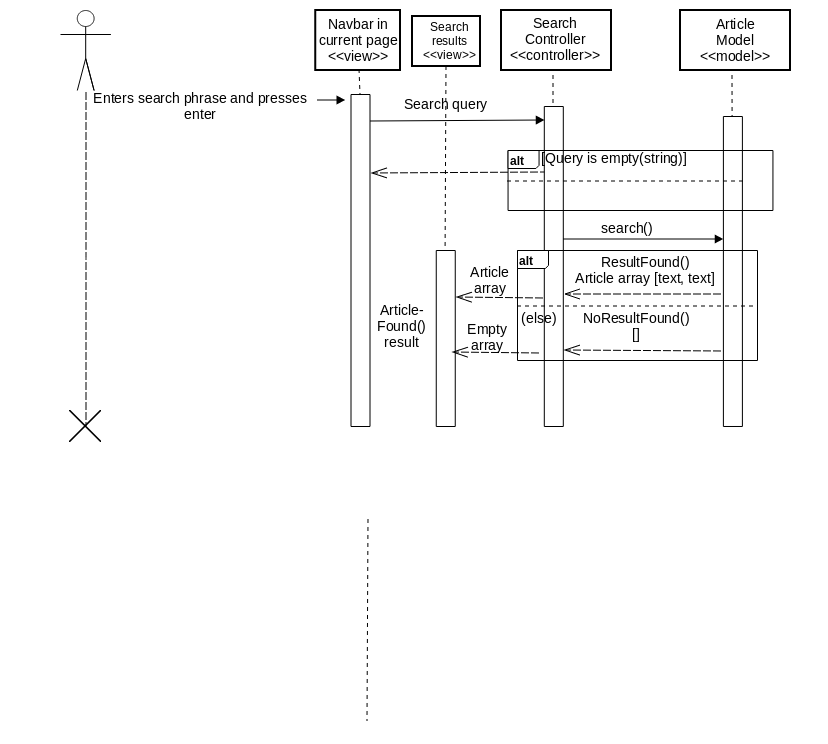 Navbar in
current page
<<view>>
Search
results
<<view>>
Search
Controller
<<controller>>
Article
Model
<<model>>
Enters search phrase and presses
enter
Search query
alt
[Query is empty(string)]
search()
alt
ResultFound()
Article array [text, text]
Article
array
Article-
Found()
result
(else)
NoResultFound()
[]
Empty
array